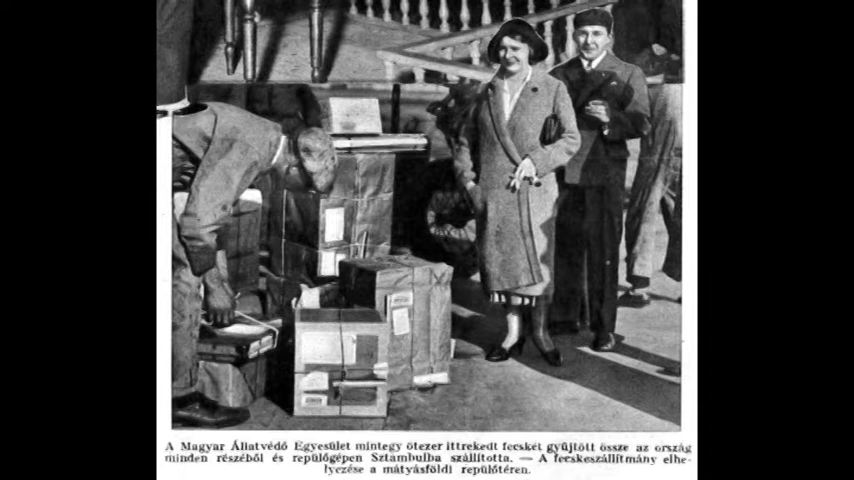 A Magyar Állatvédő Egyesület mintegy ötezer ittrekedt fecskét gyűjtött össze az ország
minden részéből és repülőgépen Sztambulba szállította. — A fecskeszállítmány elhe-
lyezése a mátyásföldi repülőtéren.